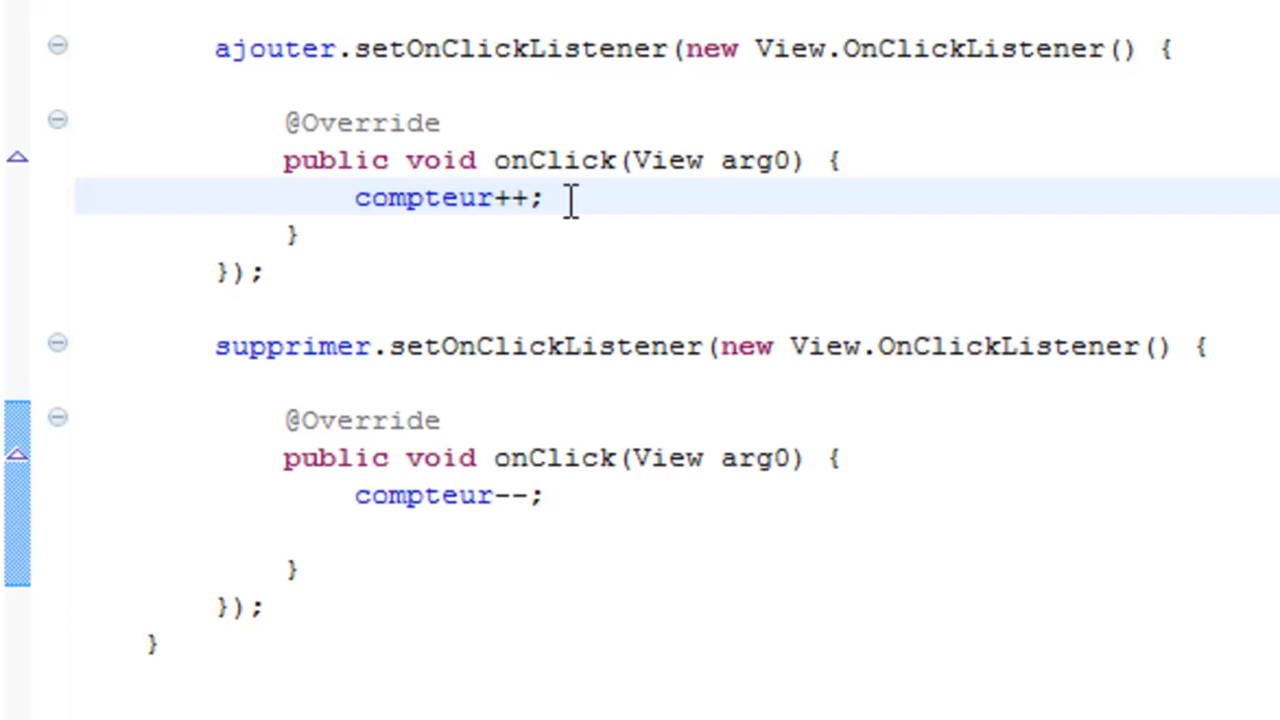 ajouter.setOnClickListener(new View.OnClickListener() {
@Override
public void onClick(View arg0) {
compteur++;
}
});
supprimer.setOnClickListener(new View.OnClickListener() {
@Override
public void onClick(View arg0) {
compteur--;
}
});
}